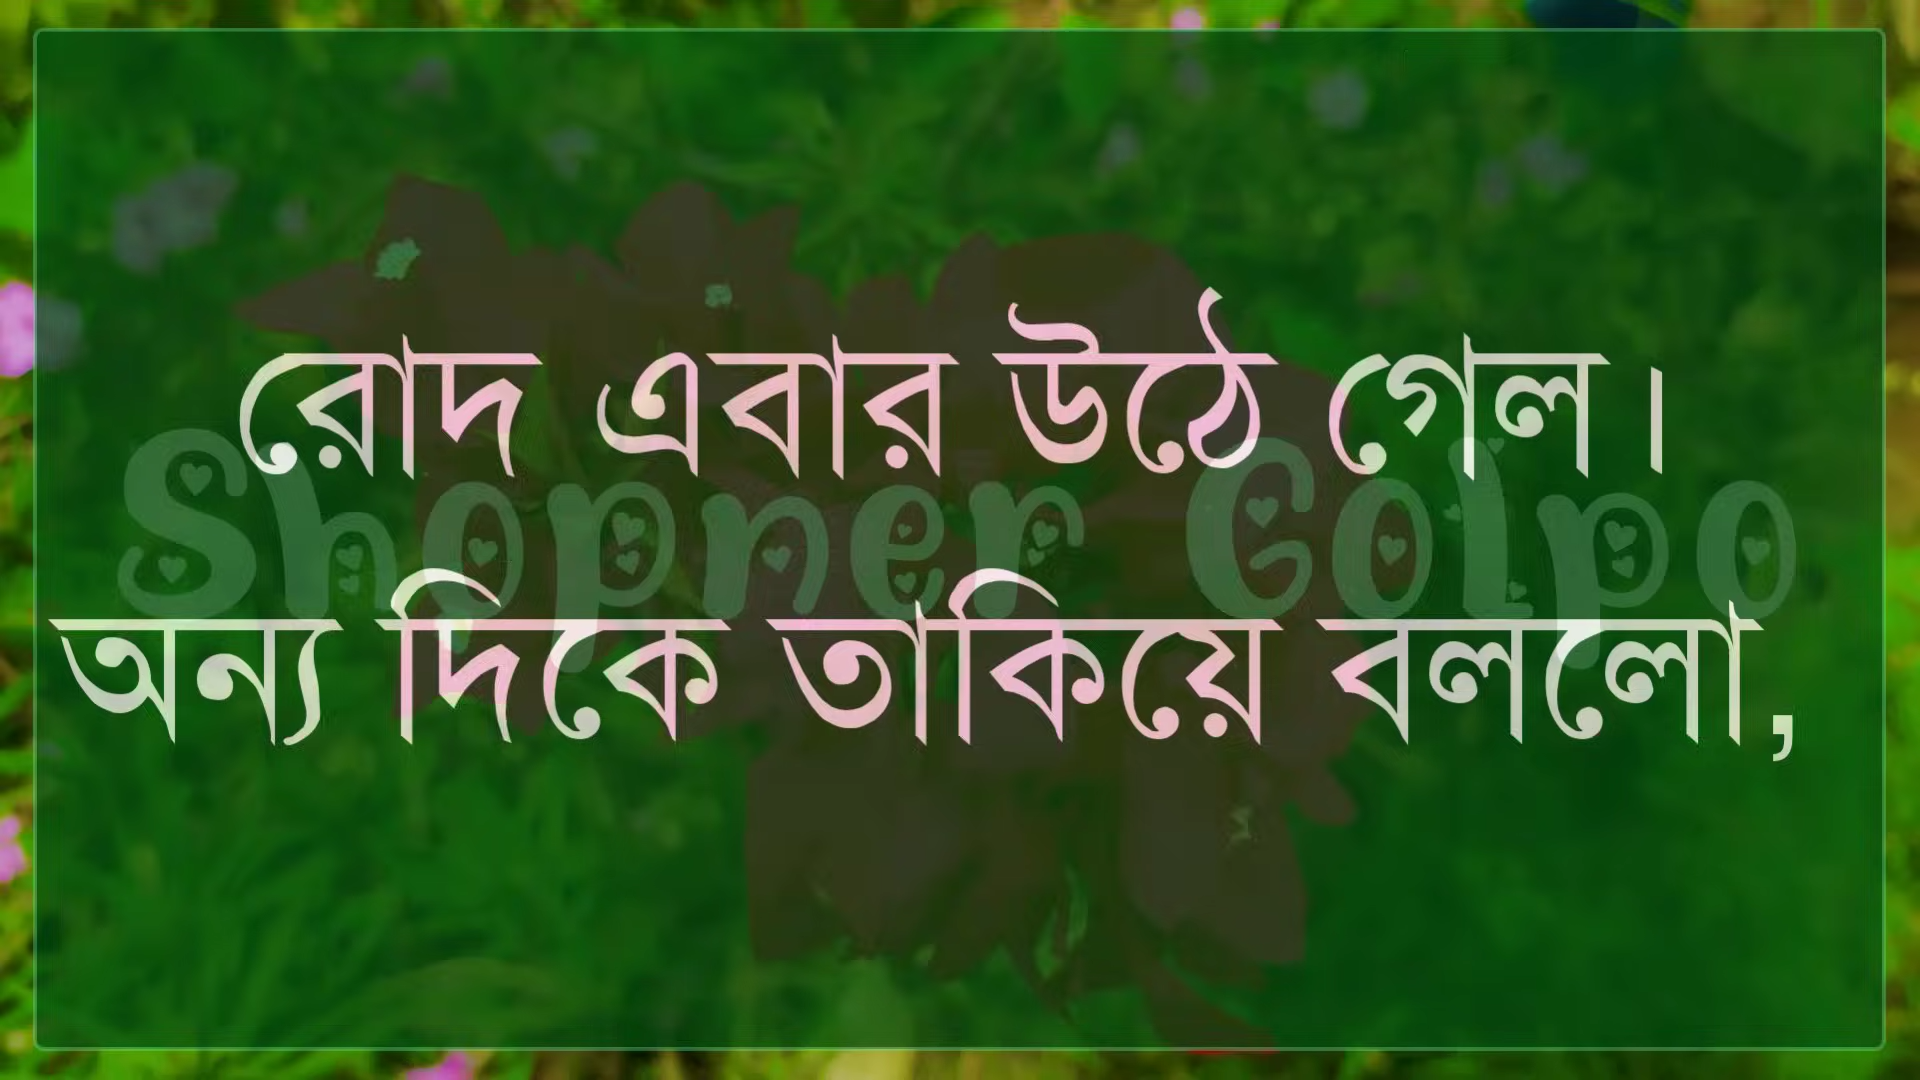 রোদ এবার উঠে গেল।
Shopner Golpo
অন্য দিকে তাকিয়ে বললো,